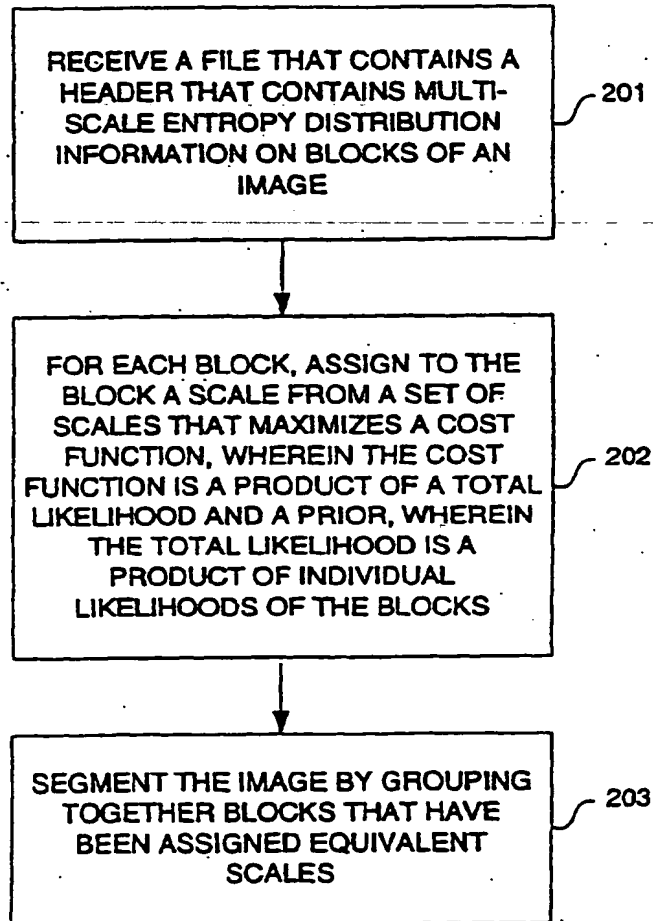 RECEIVE A FILE THAT CONTAINS A
HEADER THAT CONTAINS MULTI-
SCALE ENTROPY DISTRIBUTION
INFORMATION ON BLOCKS OF AN
IMAGE
201
FOR EACH BLOCK, ASSIGN TO THE
BLOCK A SCALE FROM A SET OF
SCALES THAT MAXIMIZES A COST
FUNCTION, WHEREIN THE COST
FUNCTION IS A PRODUCT OF A TOTAL
LIKELIHOOD AND A PRIOR, WHEREIN
THE TOTAL LIKELIHOOD IS A
PRODUCT OF INDIVIDUAL
LIKELIHOODS OF THE BLOCKS
202
SEGMENT THE IMAGE BY GROUPING
TOGETHER BLOCKS THAT HAVE
BEEN ASSIGNED EQUIVALENT
SCALES
203